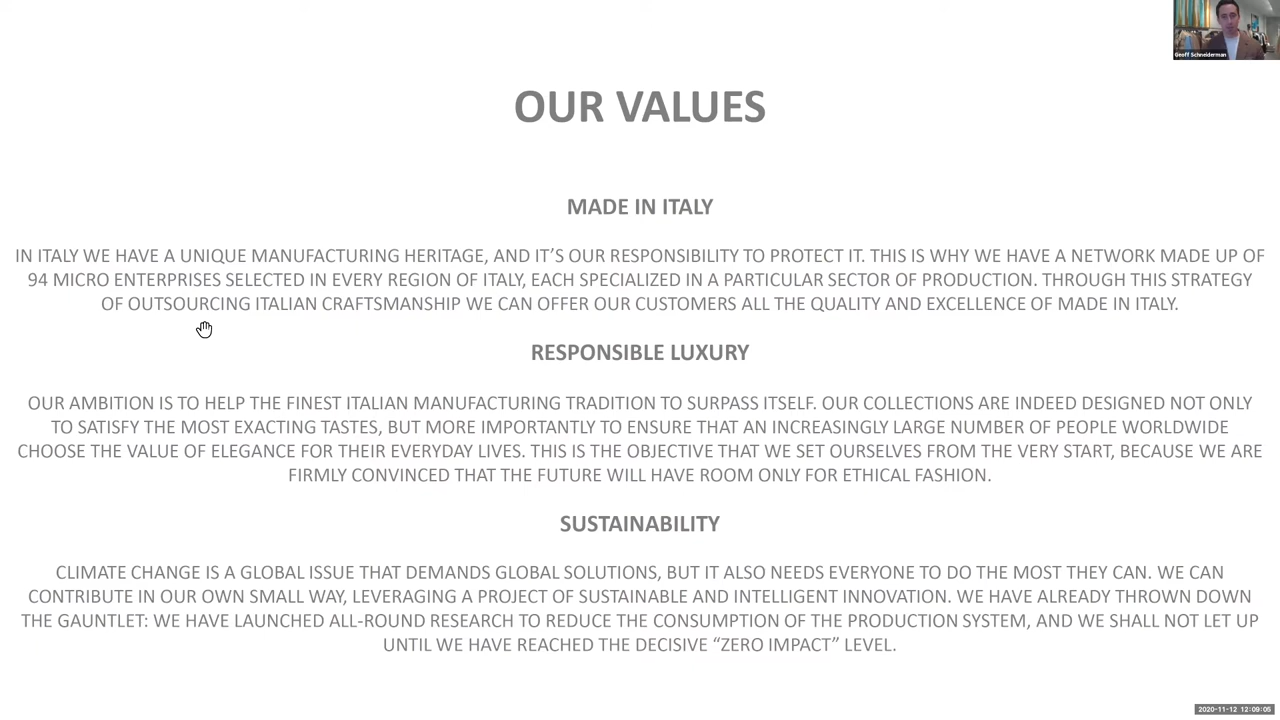 Geoff Schneiderman
OUR VALUES
MADE IN ITALY
IN ITALY WE HAVE A UNIQUE MANUFACTURING HERITAGE, AND IT’S OUR RESPONSIBILITY TO PROTECT IT. THIS IS WHY WE HAVE A NETWORK MADE UP OF
94 MICRO ENTERPRISES SELECTED IN EVERY REGION OF ITALY, EACH SPECIALIZED IN A PARTICULAR SECTOR OF PRODUCTION. THROUGH THIS STRATEGY
OF OUTSOURCING ITALIAN CRAFTSMANSHIP WE CAN OFFER OUR CUSTOMERS ALL THE QUALITY AND EXCELLENCE OF MADE IN ITALY.
RESPONSIBLE LUXURY
OUR AMBITION IS TO HELP THE FINEST ITALIAN MANUFACTURING TRADITION TO SURPASS ITSELF. OUR COLLECTIONS ARE INDEED DESIGNED NOT ONLY
TO SATISFY THE MOST EXACTING TASTES, BUT MORE IMPORTANTLY TO ENSURE THAT AN INCREASINGLY LARGE NUMBER OF PEOPLE WORLDWIDE
CHOOSE THE VALUE OF ELEGANCE FOR THEIR EVERYDAY LIVES. THIS IS THE OBJECTIVE THAT WE SET OURSELVES FROM THE VERY START, BECAUSE WE ARE
FIRMLY CONVINCED THAT THE FUTURE WILL HAVE ROOM ONLY FOR ETHICAL FASHION.
SUSTAINABILITY
CLIMATE CHANGE IS A GLOBAL ISSUE THAT DEMANDS GLOBAL SOLUTIONS, BUT IT ALSO NEEDS EVERYONE TO DO THE MOST THEY CAN. WE CAN
CONTRIBUTE IN OUR OWN SMALL WAY, LEVERAGING A PROJECT OF SUSTAINABLE AND INTELLIGENT INNOVATION. WE HAVE ALREADY THROWN DOWN
THE GAUNTLET: WE HAVE LAUNCHED ALL-ROUND RESEARCH TO REDUCE THE CONSUMPTION OF THE PRODUCTION SYSTEM, AND WE SHALL NOT LET UP
UNTIL WE HAVE REACHED THE DECISIVE “ZERO IMPACT” LEVEL.
2020-11-12 12:09:05